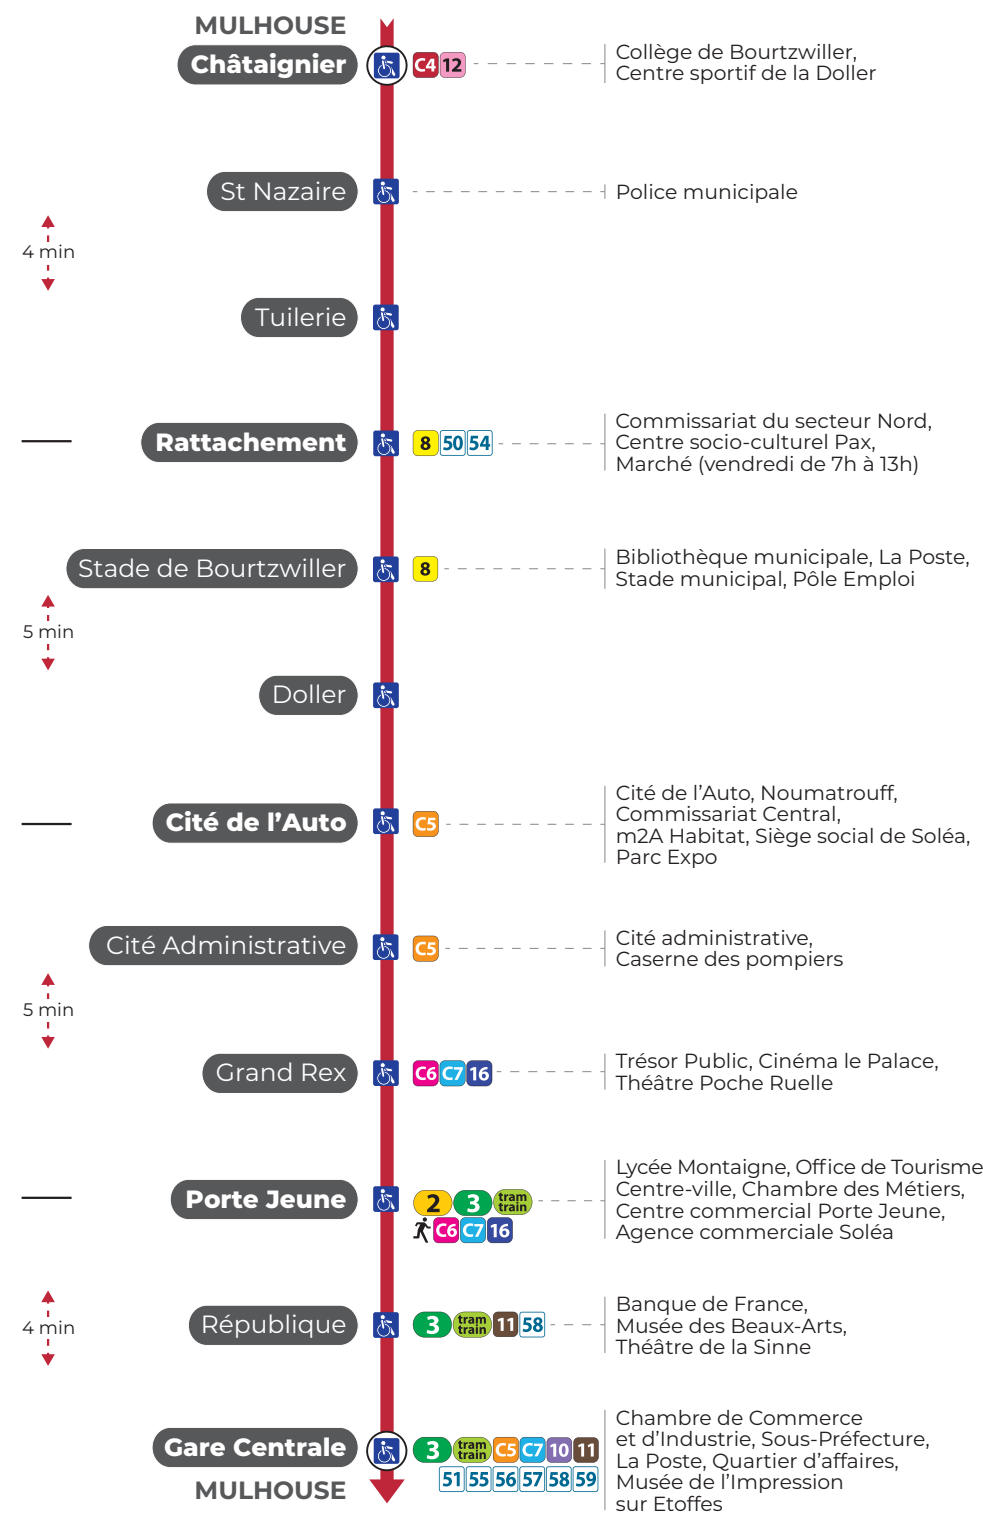 MULHOUSE
Châtaignier
C4 12
Collège de Bourtzwiller,
Centre sportif de la Doller
St Nazaire
Police municipale
4 min
Tuilerie
Rattachement
8 50 54
Commissariat du secteur Nord,
Centre socio-culturel Pax,
Marché (vendredi de 7h à 13h)
Stade de Bourtzwiller
8
Bibliothèque municipale, La Poste,
Stade municipal, Pôle Emploi
5 min
Doller
Cité de l’Auto
C5
Cité de l’Auto, Noumatrouff,
Commissariat Central,
m2A Habitat, Siège social de Soléa,
Parc Expo
Cité Administrative
C5
Cité administrative,
Caserne des pompiers
5 min
Grand Rex
C6 C7 16
Trésor Public, Cinéma le Palace,
Théâtre Poche Ruelle
Porte Jeune
2 3 tram train
C6 C7 16
Lycée Montaigne, Office de Tourisme
Centre-ville, Chambre des Métiers,
Centre commercial Porte Jeune,
Agence commerciale Soléa
4 min
République
3 tram train 11 58
Banque de France,
Musée des Beaux-Arts,
Théâtre de la Sinne
Gare Centrale
3 tram train C5 C7 10 11
51 55 56 57 58 59
Chambre de Commerce
et d’Industrie, Sous-Préfecture,
La Poste, Quartier d’affaires,
Musée de l’Impression
sur Etoffes
MULHOUSE